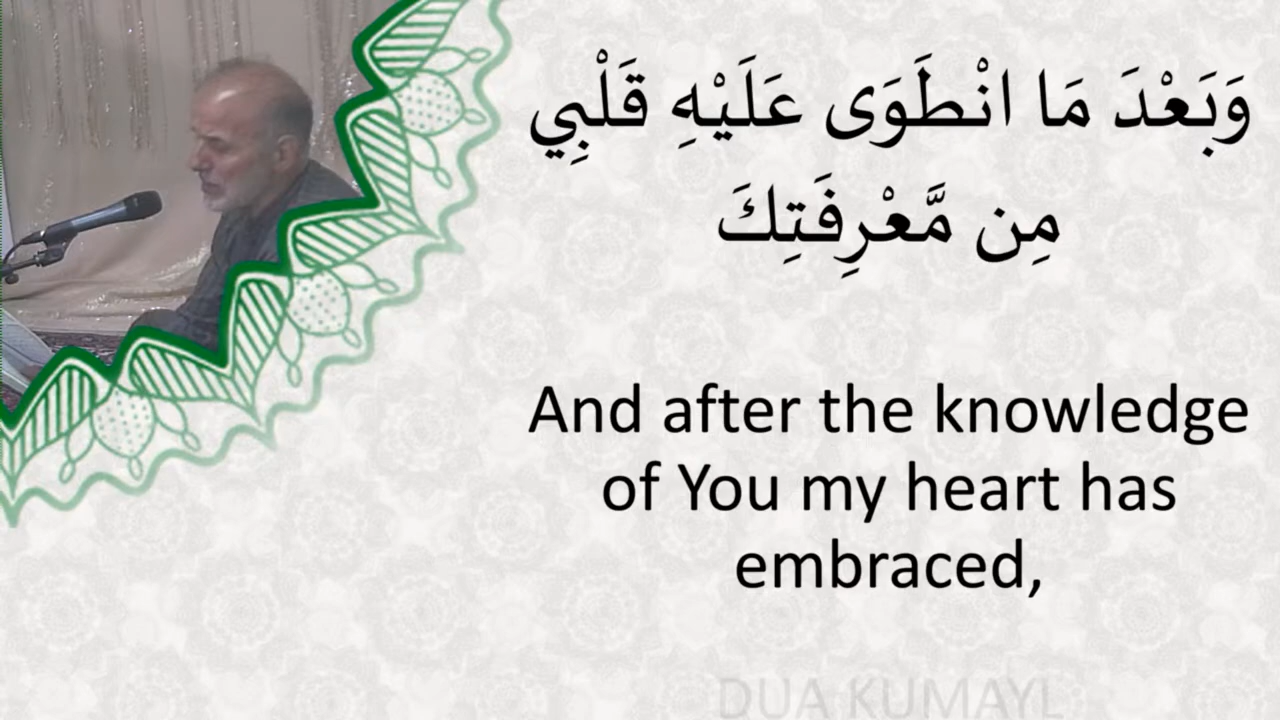 وَبَعْدَ مَا انْطَوَى عَلَيْهِ قَلْبِي
مِن مَّعْرِفَتِكَ
And after the knowledge
of You my heart has
embraced,
DUA KUMAYL